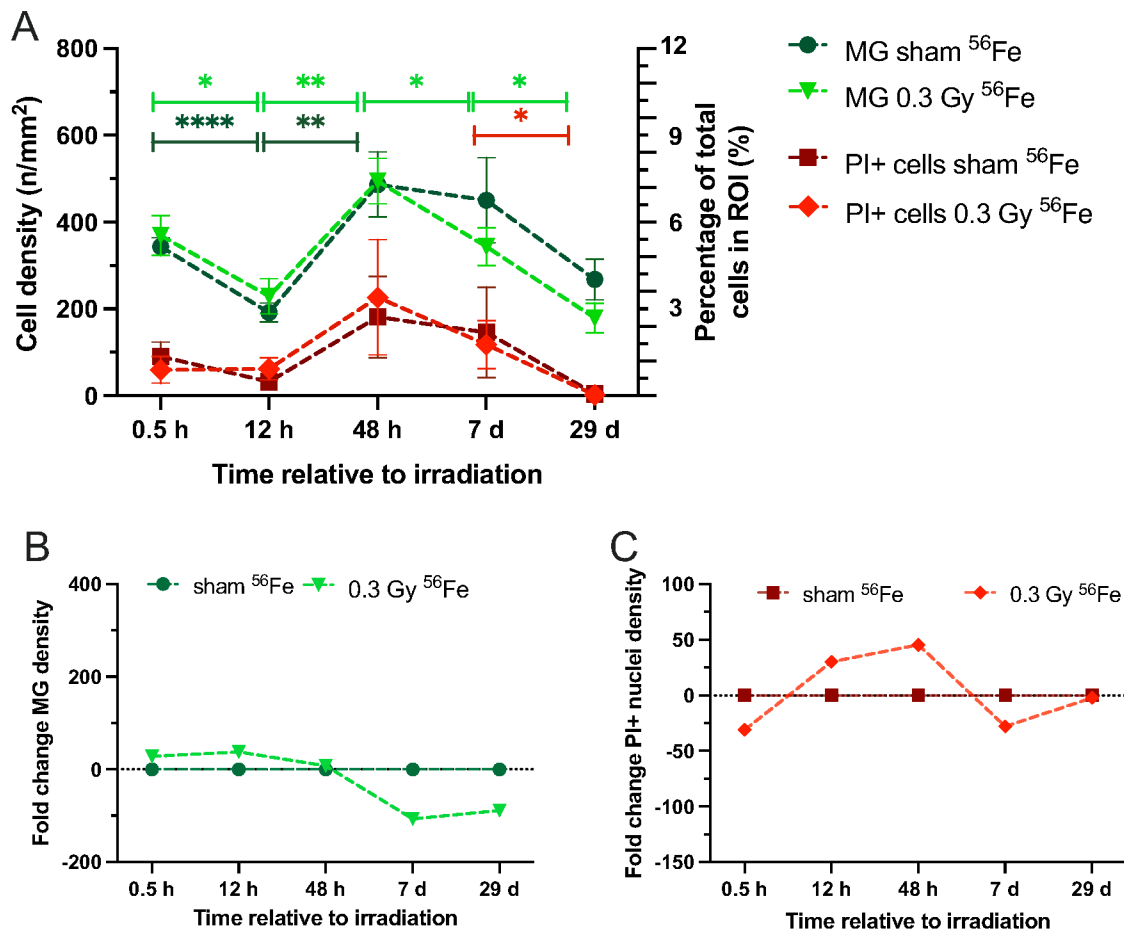 A
Cell density (n/mm²)
800
600
400
200
0
* ** * *
**** ** *
12
9
6
3
0
Percentage of total
cells in ROI (%)
0.5 h 12 h 48 h 7 d 29 d
Time relative to irradiation
MG sham ⁵⁶Fe
MG 0.3 Gy ⁵⁶Fe
PI+ cells sham ⁵⁶Fe
PI+ cells 0.3 Gy ⁵⁶Fe
B
Fold change MG density
400
200
0
-200
sham ⁵⁶Fe 0.3 Gy ⁵⁶Fe
0.5 h 12 h 48 h 7 d 29 d
Time relative to irradiation
C
Fold change PI+ nuclei density
100
50
0
-50
-100
-150
sham ⁵⁶Fe 0.3 Gy ⁵⁶Fe
0.5 h 12 h 48 h 7 d 29 d
Time relative to irradiation